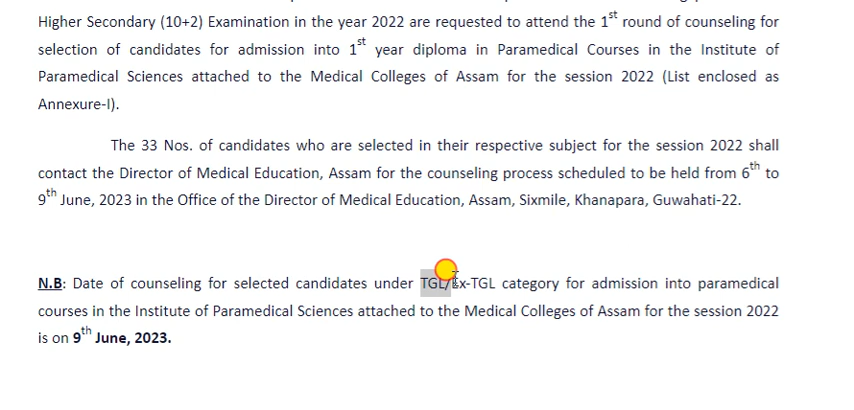 Higher Secondary (10+2) Examination in the year 2022 are requested to attend the 1st round of counseling for
selection of candidates for admission into 1st year diploma in Paramedical Courses in the Institute of
Paramedical Sciences attached to the Medical Colleges of Assam for the session 2022 (List enclosed as
Annexure-I).
The 33 Nos. of candidates who are selected in their respective subject for the session 2022 shall
contact the Director of Medical Education, Assam for the counseling process scheduled to be held from 6th to
9th June, 2023 in the Office of the Director of Medical Education, Assam, Sixmile, Khanapara, Guwahati-22.
N.B: Date of counseling for selected candidates under TGL/Ex-TGL category for admission into paramedical
courses in the Institute of Paramedical Sciences attached to the Medical Colleges of Assam for the session 2022
is on 9th June, 2023.